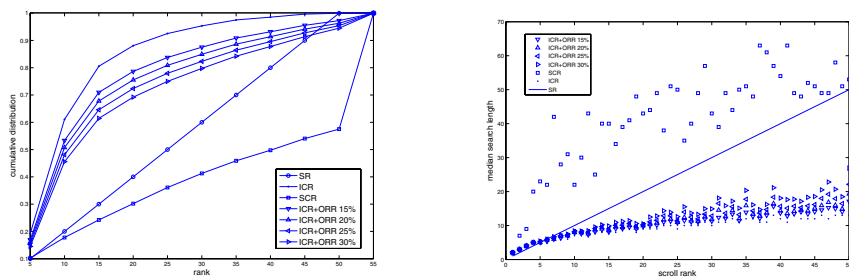 cumulative distribution
1
0.9
0.8
0.7
0.6
0.5
0.4
0.3
0.2
0.1
5 10 15 20 25 30 35 40 45 50 55
rank
SR
ICR
SCR
ICR+ORR 15%
ICR+ORR 20%
ICR+ORR 25%
ICR+ORR 30%
median search length
70
60
50
40
30
20
10
0
0 5 10 15 20 25 30 35 40 45 50
scroll rank
ICR+ORR 15%
ICR+ORR 20%
ICR+ORR 25%
ICR+ORR 30%
SCR
ICR
SR